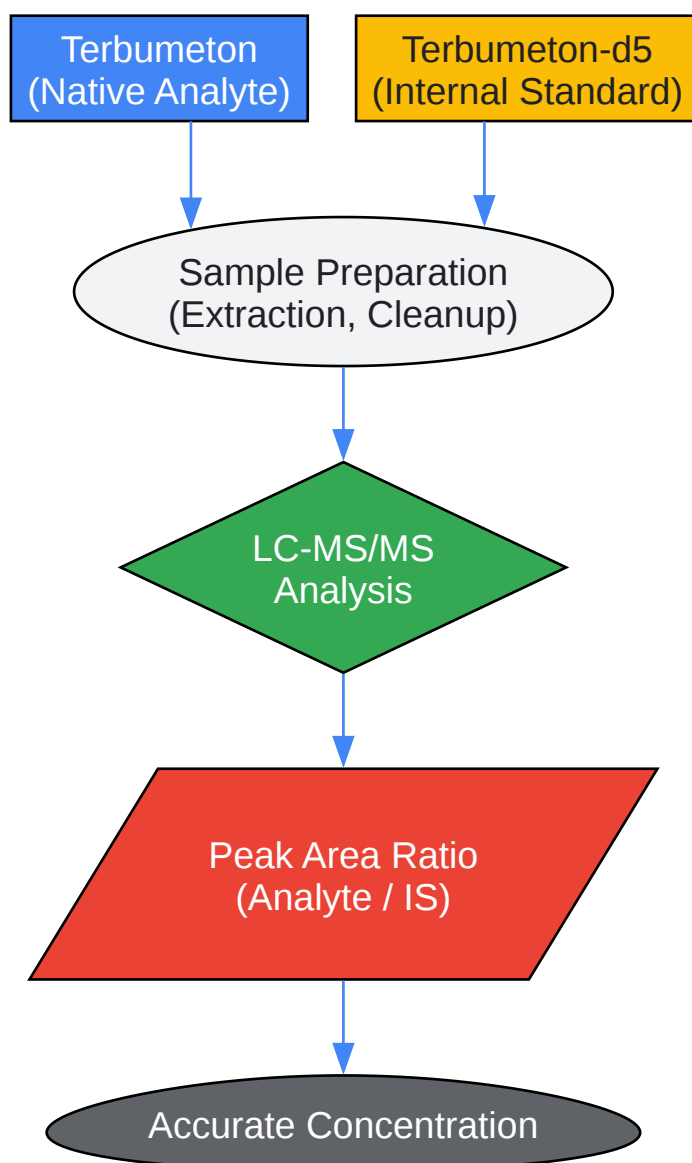 Terbumeton
(Native Analyte)
Terbumeton-d5
(Internal Standard)
Sample Preparation
(Extraction, Cleanup)
LC-MS/MS
Analysis
Peak Area Ratio
(Analyte / IS)
Accurate Concentration